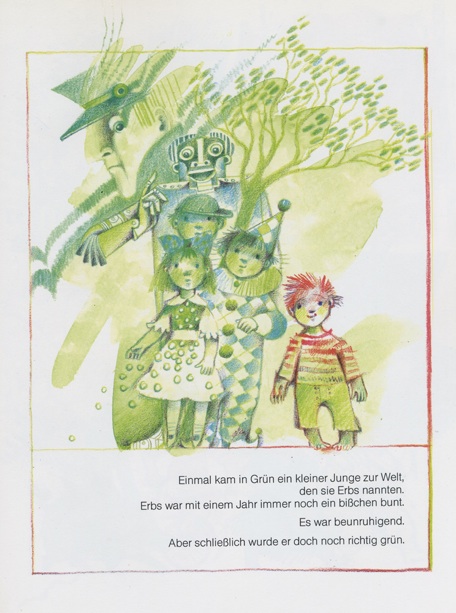 Einmal kam in Grün ein kleiner Junge zur Welt,
den sie Erbs nannten.
Erbs war mit einem Jahr immer noch ein bißchen bunt.
Es war beunruhigend.
Aber schließlich wurde er doch noch richtig grün.